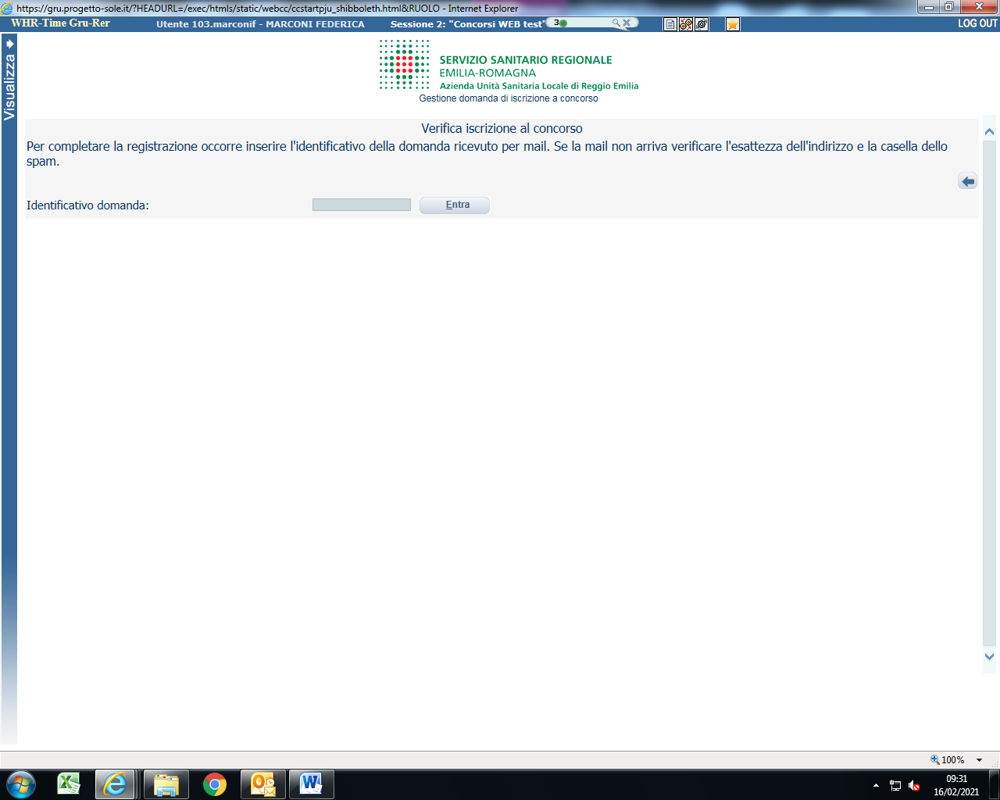 https://gru.progetto-sole.it/?HEADURL=/exec/htmls/static/webcc/ccstartpju_shibboleth.html&RUOLO - Internet Explorer
WHR-Time Gru-Rer
Utente 103.marconif - MARCONI FEDERICA
Sessione 2: "Concorsi WEB test"
3
LOG OUT
Visualizza
SERVIZIO SANITARIO REGIONALE
EMILIA-ROMAGNA
Azienda Unità Sanitaria Locale di Reggio Emilia
Gestione domanda di iscrizione a concorso
Verifica iscrizione al concorso
Per completare la registrazione occorre inserire l'identificativo della domanda ricevuto per mail. Se la mail non arriva verificare l'esattezza dell'indirizzo e la casella dello
spam.
Identificativo domanda:
Entra
100%
09:31
16/02/2021